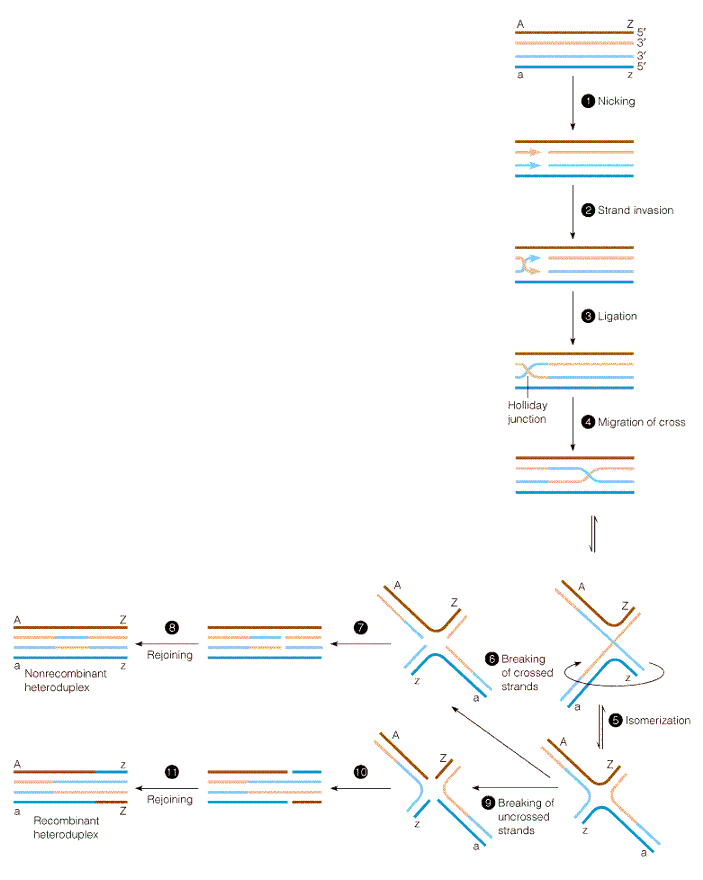 A Z
5′
3′
3′
5′
a z
1 Nicking
2 Strand invasion
3 Ligation
Holliday
junction
4 Migration of cross
A
Z
z
a
5 Isomerization
6 Breaking
of crossed
strands
A
Z
z
a
7
8
Rejoining
A Z
a z
Nonrecombinant
heteroduplex
A
Z
z
a
9 Breaking of
uncrossed
strands
A
Z
z
a
10
11
Rejoining
A z
a Z
Recombinant
heteroduplex